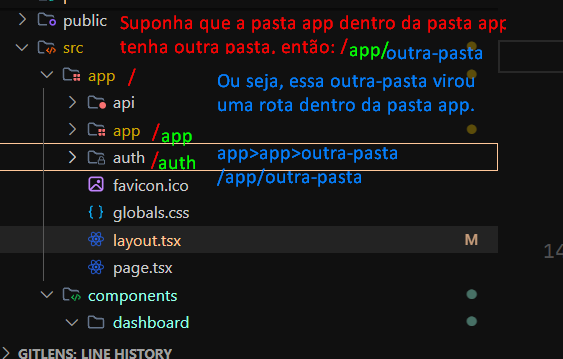 public
Suponha que a pasta app dentro da pasta app
src
tenha outra pasta. então: /app/outra-pasta
app /
Ou seja, essa outra-pasta virou
uma rota dentro da pasta app.
api
app /app
auth /auth
app>app>outra-pasta
/app/outra-pasta
favicon.ico
{ } globals.css
layout.tsx M
14
page.tsx
components
dashboard
GITLENS: LINE HISTORY